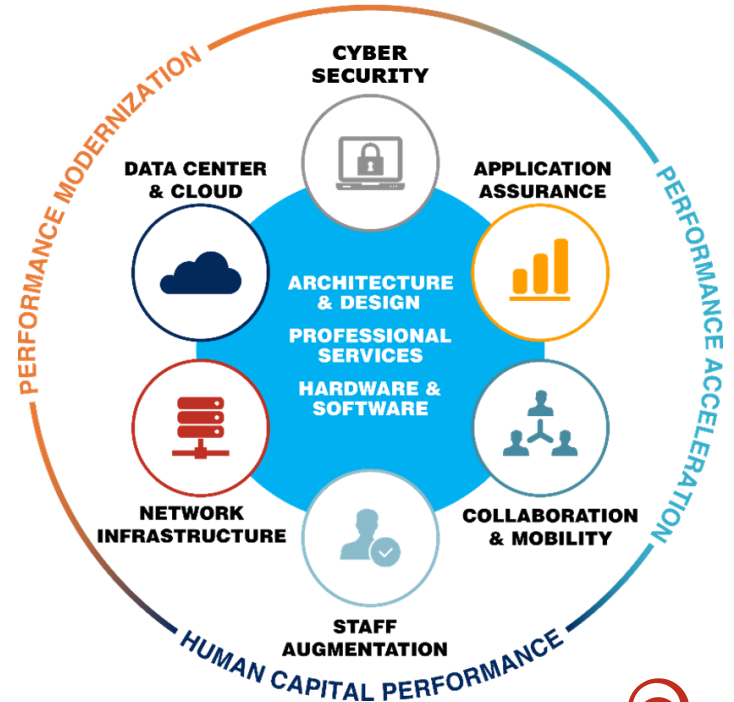 CYBER
SECURITY
DATA CENTER
& CLOUD
APPLICATION
ASSURANCE
ARCHITECTURE
& DESIGN
PROFESSIONAL
SERVICES
HARDWARE &
SOFTWARE
NETWORK
INFRASTRUCTURE
COLLABORATION
& MOBILITY
STAFF
AUGMENTATION
PERFORMANCE MODERNIZATION
PERFORMANCE ACCELERATION
HUMAN CAPITAL PERFORMANCE